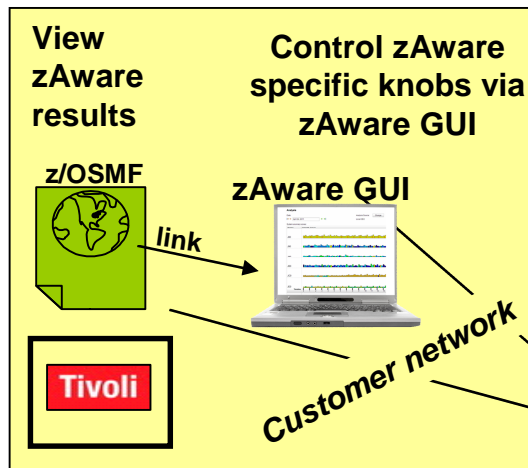 View
zAware
results
Control zAware
specific knobs via
zAware GUI
z/OSMF
zAware GUI
link
Customer network
Tivoli